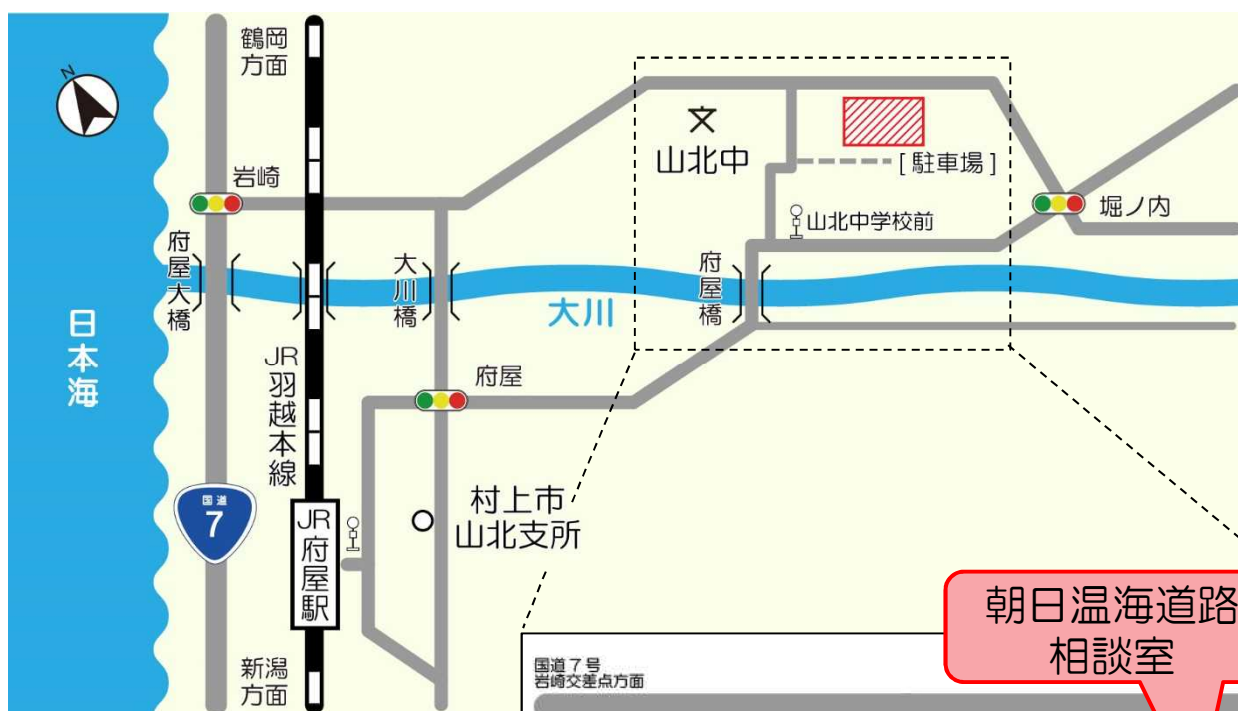 鶴岡
方面
N
文
山北中
[駐車場]
岩崎
山北中学校前
堀ノ内
府屋大橋
大川橋
府屋橋
大川
日本海
JR羽越本線
府屋
国道
7
JR府屋駅
村上市
山北支所
朝日温海道路
相談室
新潟
方面
国道7号
岩崎交差点方面